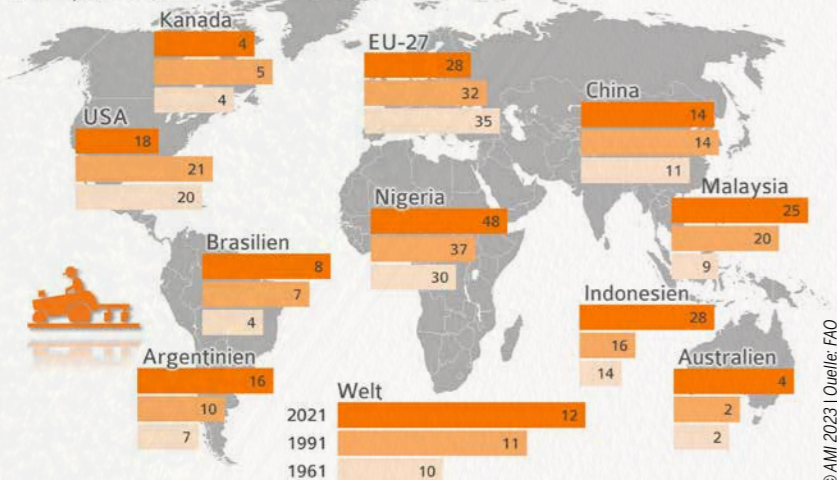 Kanada
4
5
4
USA
18
21
20
EU-27
28
32
35
China
14
14
11
Malaysia
25
20
9
Nigeria
48
37
30
Brasilien
8
7
4
Indonesien
28
16
14
Argentinien
16
10
7
Australien
4
2
2
Welt
2021 12
1991 11
1961 10
© AMI 2023 | Quelle: FAO